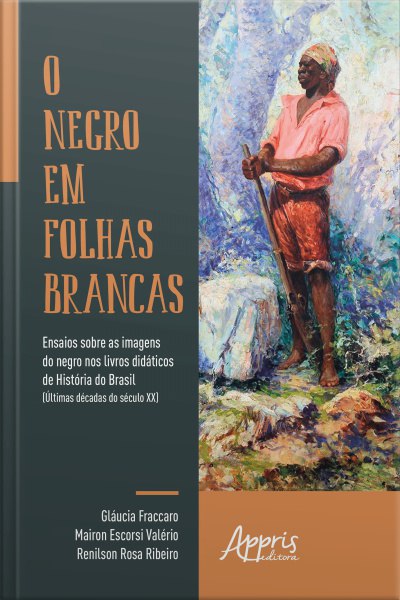 O
NEGRO
EM
FOLHAS
BRANCAS
Ensaios sobre as imagens
do negro nos livros didáticos
de História do Brasil
(Últimas décadas do século XX)
Gláucia Fraccaro
Mairon Escorsi Valério
Renilson Rosa Ribeiro
Appris
editora